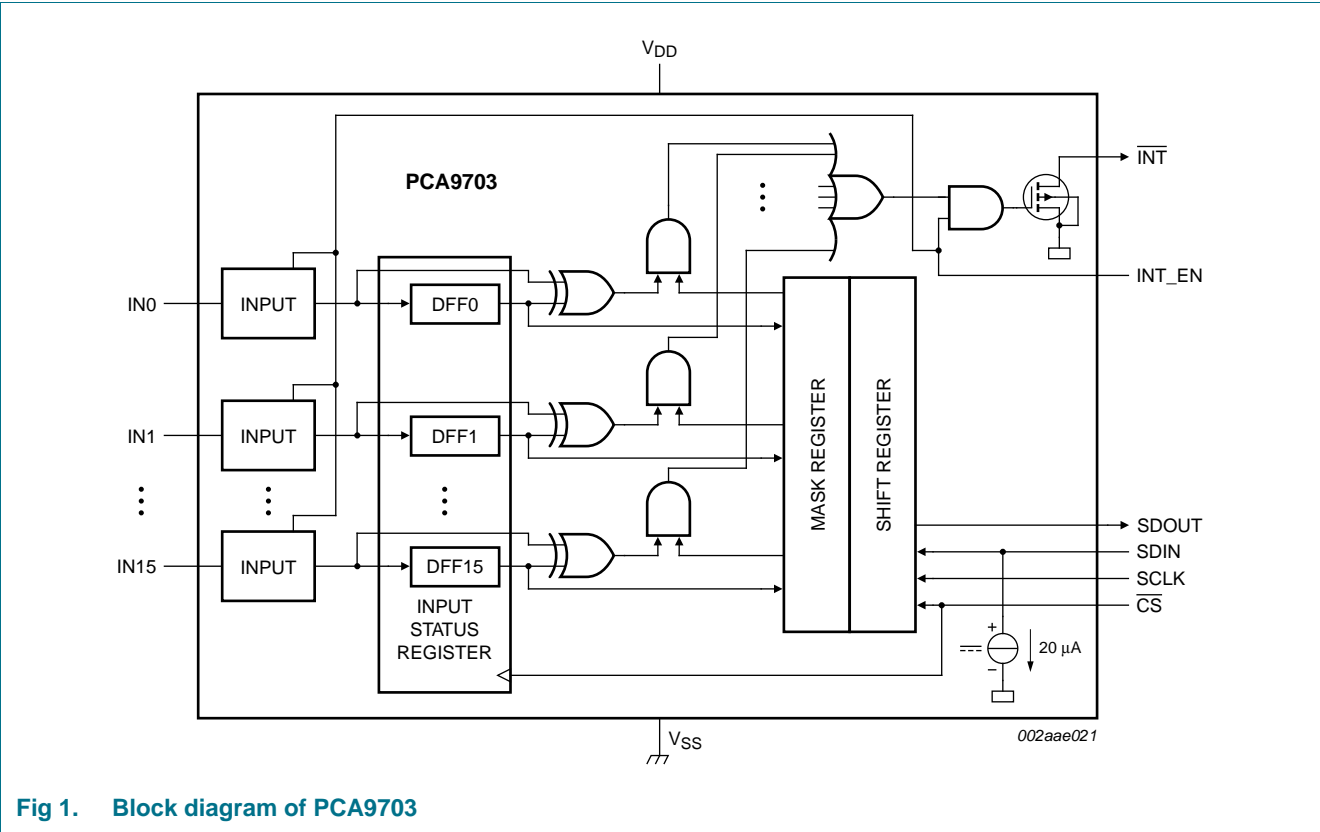 VDD
PCA9703
INT
INT_EN
IN0
INPUT
DFF0
IN1
INPUT
DFF1
IN15
INPUT
DFF15
INPUT
STATUS
REGISTER
MASK REGISTER
SHIFT REGISTER
SDOUT
SDIN
SCLK
CS
+
−
20 μA
VSS
002aae021
Fig 1. Block diagram of PCA9703